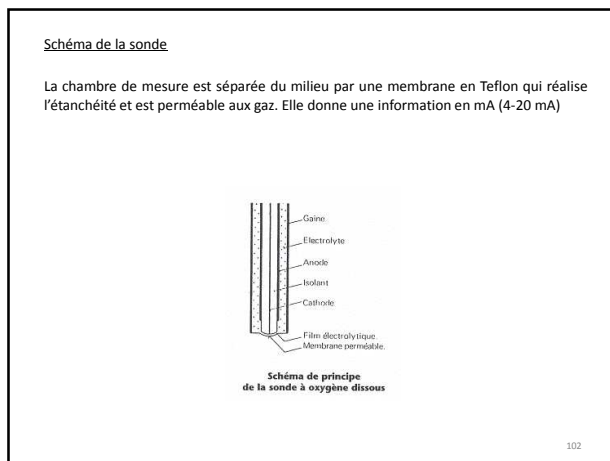 Schéma de la sonde
La chambre de mesure est séparée du milieu par une membrane en Teflon qui réalise
l'étanchéité et est perméable aux gaz. Elle donne une information en mA (4-20 mA)
Gaine
Electrolyte
Anode
Isolant
Cathode
Film électrolytique.
Membrane perméable.
Schéma de principe
de la sonde à oxygène dissous
102